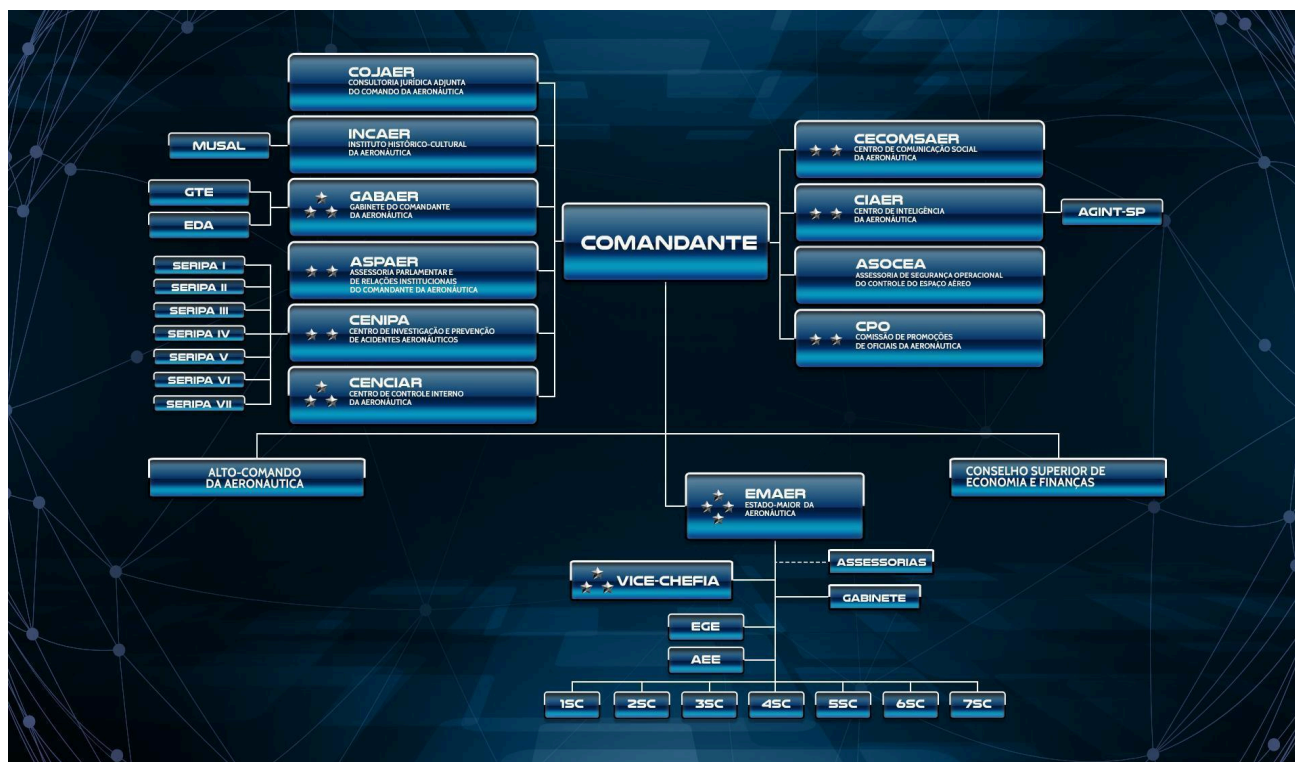 COJAER
CONSULTORIA JURÍDICA ADJUNTA
DO COMANDO DA AERONÁUTICA
MUSAL
INCAER
INSTITUTO HISTÓRICO-CULTURAL
DA AERONÁUTICA
GTE
EDA
GABAER
GABINETE DO COMANDANTE
DA AERONÁUTICA
ASPAER
ASSESSORIA PARLAMENTAR E
DE RELAÇÕES INSTITUCIONAIS
DO COMANDANTE DA AERONÁUTICA
SERIPA I
SERIPA II
SERIPA III
SERIPA IV
SERIPA V
SERIPA VI
SERIPA VII
CENIPA
CENTRO DE INVESTIGAÇÃO E PREVENÇÃO
DE ACIDENTES AERONÁUTICOS
CENCIAR
CENTRO DE CONTROLE INTERNO
DA AERONÁUTICA
COMANDANTE
CECOMSAER
CENTRO DE COMUNICAÇÃO SOCIAL
DA AERONÁUTICA
CIAER
CENTRO DE INTELIGÊNCIA
DA AERONÁUTICA
AGINT-SP
ASOCEA
ASSESSORIA DE SEGURANÇA OPERACIONAL
DO CONTROLE DO ESPAÇO AÉREO
CPO
COMISSÃO DE PROMOÇÕES
DE OFICIAIS DA AERONÁUTICA
ALTO-COMANDO
DA AERONÁUTICA
CONSELHO SUPERIOR DE
ECONOMIA E FINANÇAS
EMAER
ESTADO-MAIOR DA
AERONÁUTICA
ASSESSORIAS
VICE-CHEFIA
GABINETE
EGE
AEE
1SC
2SC
3SC
4SC
5SC
6SC
7SC